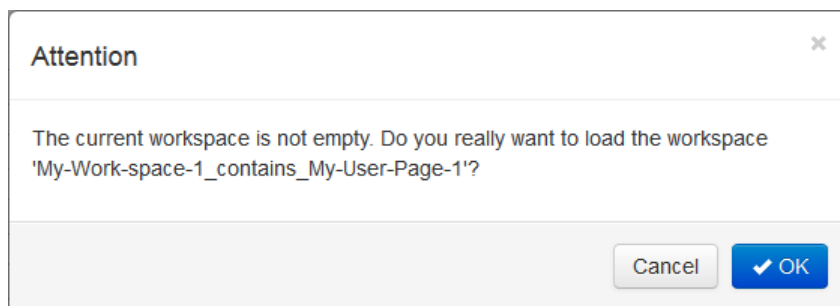 Attention
The current workspace is not empty. Do you really want to load the workspace
'My-Work-space-1_contains_My-User-Page-1'?
Cancel
OK